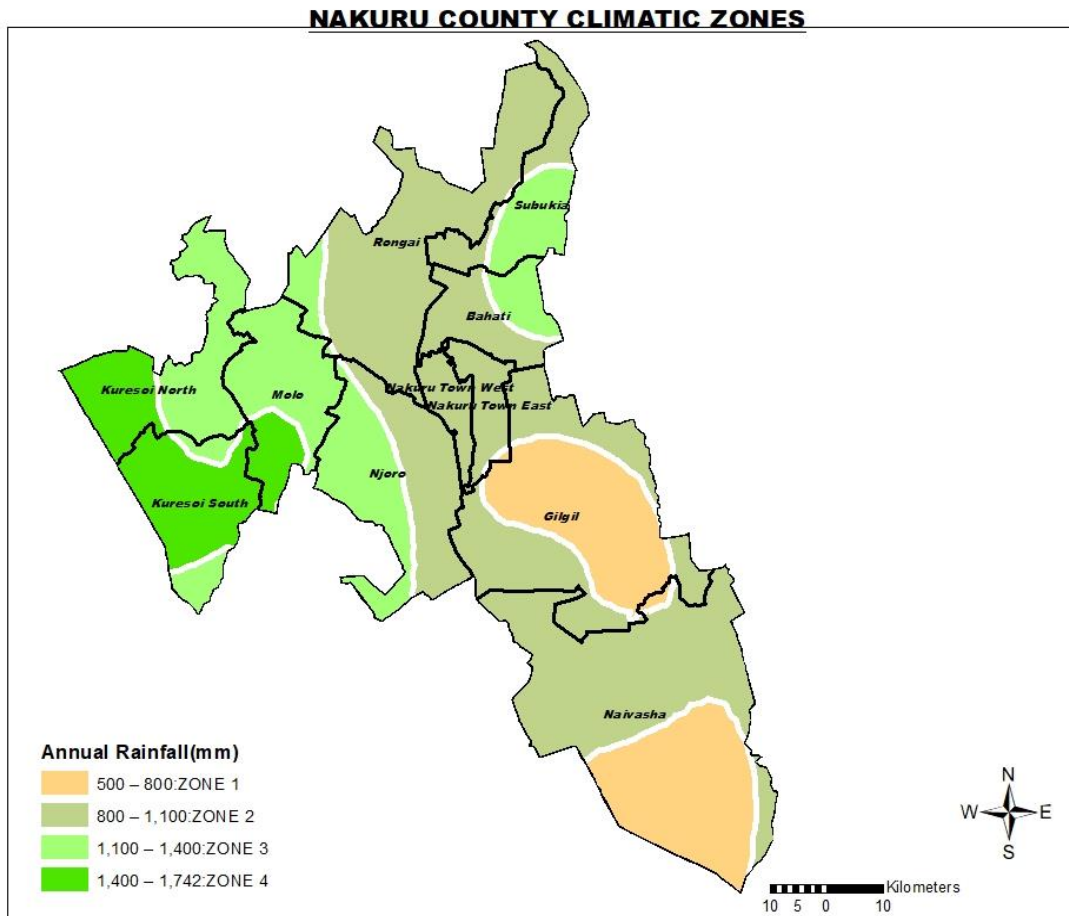 NAKURU COUNTY CLIMATIC ZONES
Subukia
Rongai
Bahati
Kuresoi North
Molo
Nakuru Town West
Nakuru Town East
Njoro
Kuresoi South
Gilgil
Naivasha
Annual Rainfall(mm)
500 – 800:ZONE 1
800 – 1,100:ZONE 2
1,100 – 1,400:ZONE 3
1,400 – 1,742:ZONE 4
N
W E
S
Kilometers
10 5 0 10